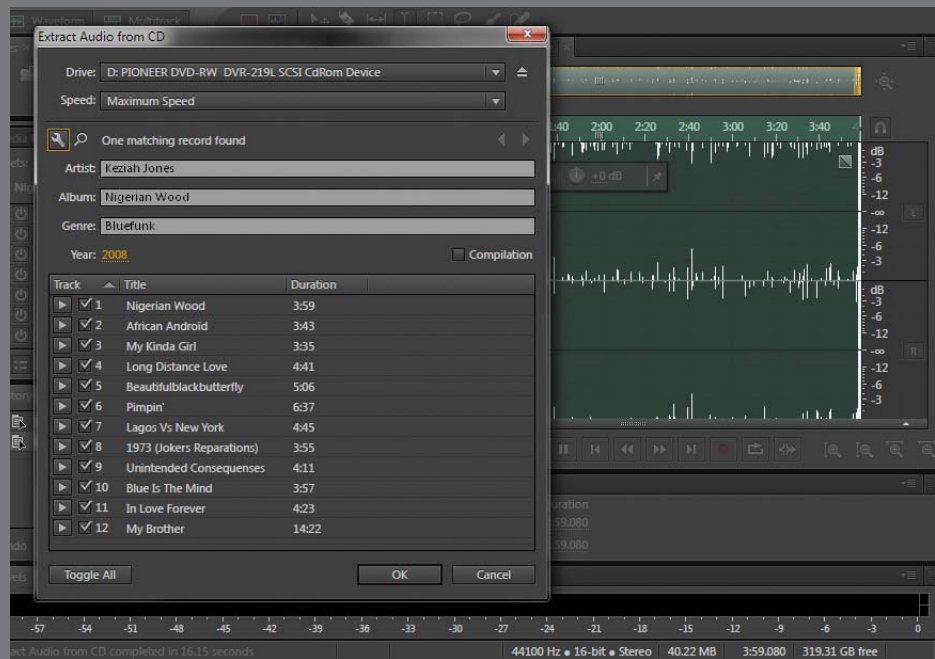 Waveform Multitrack
Extract Audio from CD
Drive: D: PIONEER DVD-RW DVR-219L SCSI CdRom Device
Speed: Maximum Speed
One matching record found
Artist: Keziah Jones
Album: Nigerian Wood
Genre: Bluefunk
Year: 2008 Compilation
Track Title Duration
1 Nigerian Wood 3:59
2 African Androïd 3:43
3 My Kinda Girl 3:35
4 Long Distance Love 4:41
5 Beautifulblackbutterfly 5:06
6 Pimpin' 6:37
7 Lagos Vs New York 4:45
8 1973 (Jokers Reparations) 3:55
9 Unintended Consequenses 4:11
10 Blue Is The Mind 3:57
11 In Love Forever 4:23
12 My Brother 14:22
Toggle All OK Cancel
:40 2:00 2:20 2:40 3:00 3:20 3:40 4
+0 dB
dB
-3
-6
-12
-∞ L
-12
-6
-3
dB
-3
-6
-12
-∞ R
-12
-6
-3
uration
59.080
59.080
-57 -54 -51 -48 -45 -42 -39 -36 -33 -30 -27 -24 -21 -18 -15 -12 -9 -6 -3 0
act Audio from CD completed in 16.15 seconds 44100 Hz • 16-bit • Stereo 40.22 MB 3:59.080 319.31 GB free